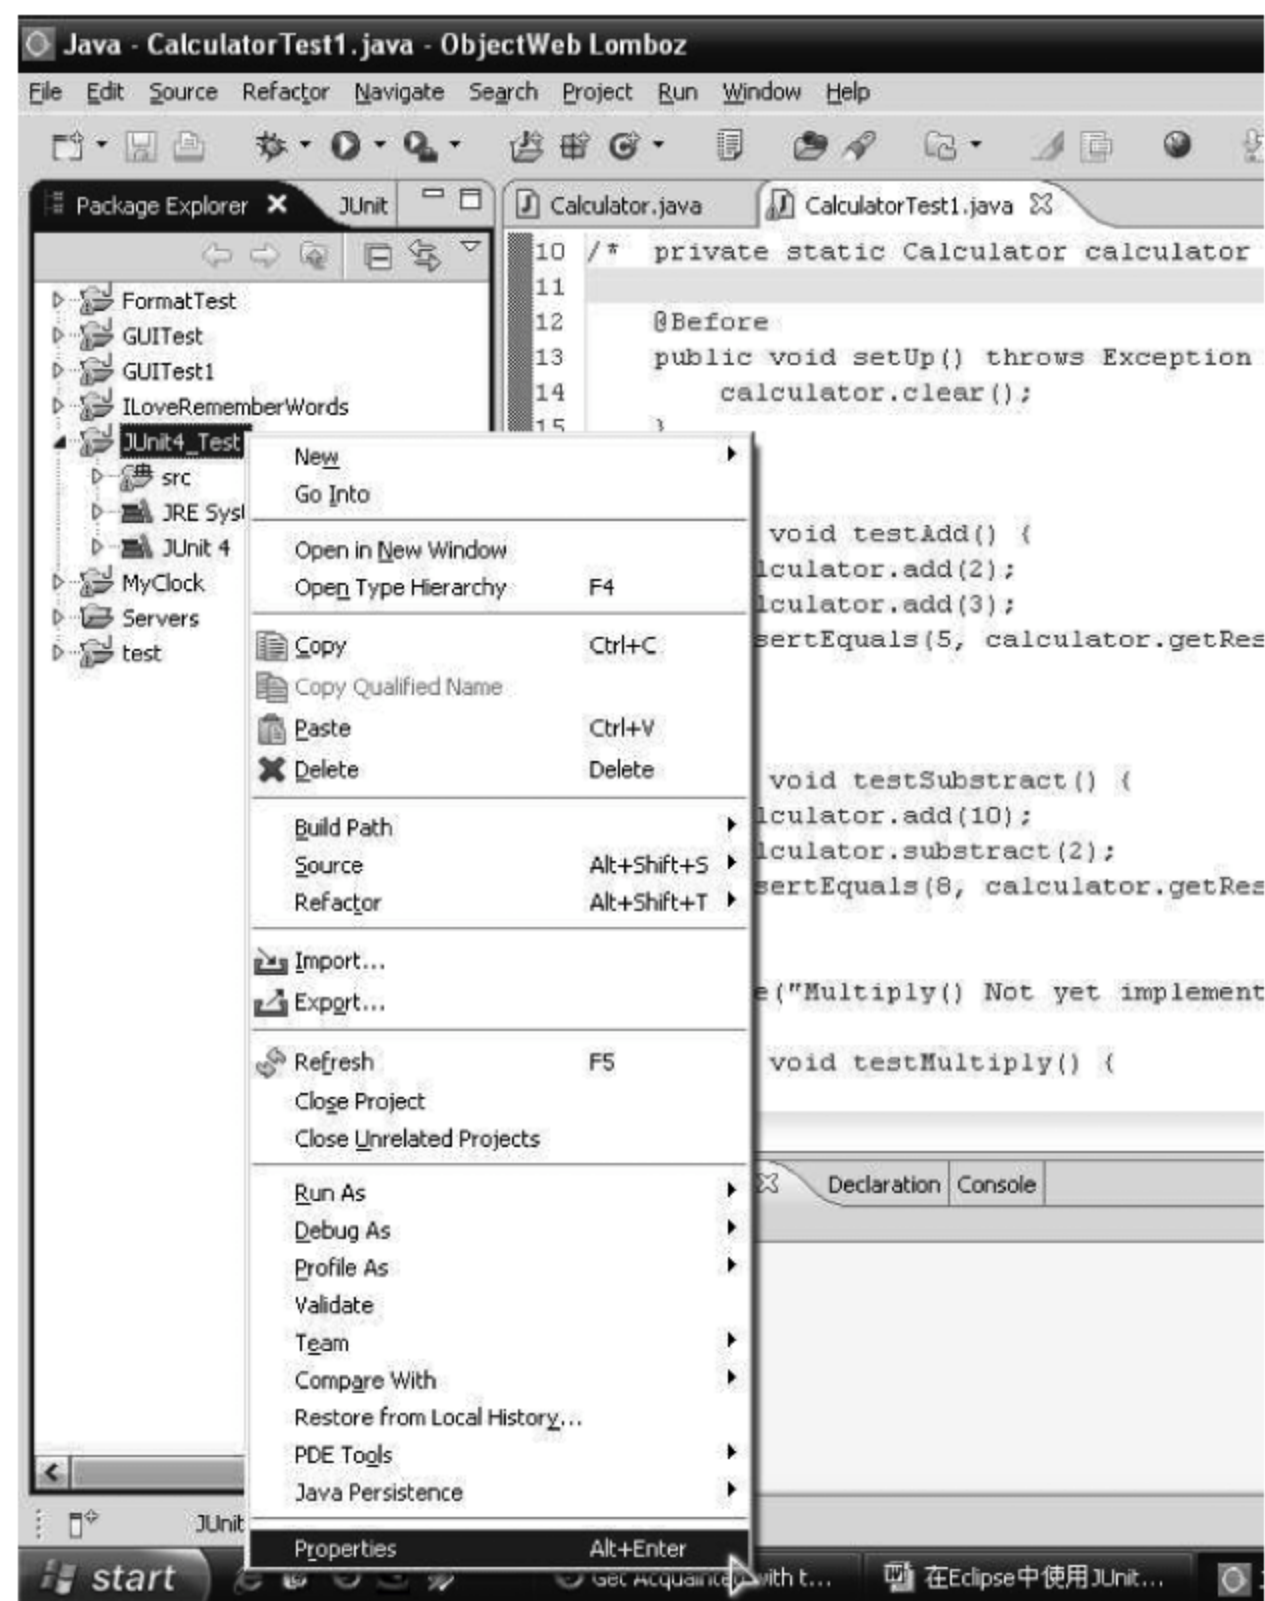 Java - CalculatorTest1.java - ObjectWeb Lomboz
File Edit Source Refactor Navigate Search Project Run Window Help
Package Explorer JUnit
FormatTest
GUITest
GUITest1
ILoveRememberWords
JUnit4_Test
src
JRE Syst
JUnit 4
MyClock
Servers
test
Calculator.java CalculatorTest1.java
10 /* private static Calculator calculator
11
12 @Before
13 public void setUp() throws Exception
14 calculator.clear();
15 }
void testAdd() {
lculator.add(2);
lculator.add(3);
sertEquals(5, calculator.getRes
void testSubstract() {
lculator.add(10);
lculator.substract(2);
sertEquals(8, calculator.getRes
e("Multiply() Not yet implement
void testMultiply() {
New
Go Into
Open in New Window
Open Type Hierarchy F4
Copy Ctrl+C
Copy Qualified Name
Paste Ctrl+V
Delete Delete
Build Path
Source Alt+Shift+S
Refactor Alt+Shift+T
Import...
Export...
Refresh F5
Close Project
Close Unrelated Projects
Run As
Debug As
Profile As
Validate
Team
Compare With
Restore from Local History...
PDE Tools
Java Persistence
Properties Alt+Enter
Declaration Console
JUnit
start Get Acquainted with t... 在Eclipse中使用JUnit...